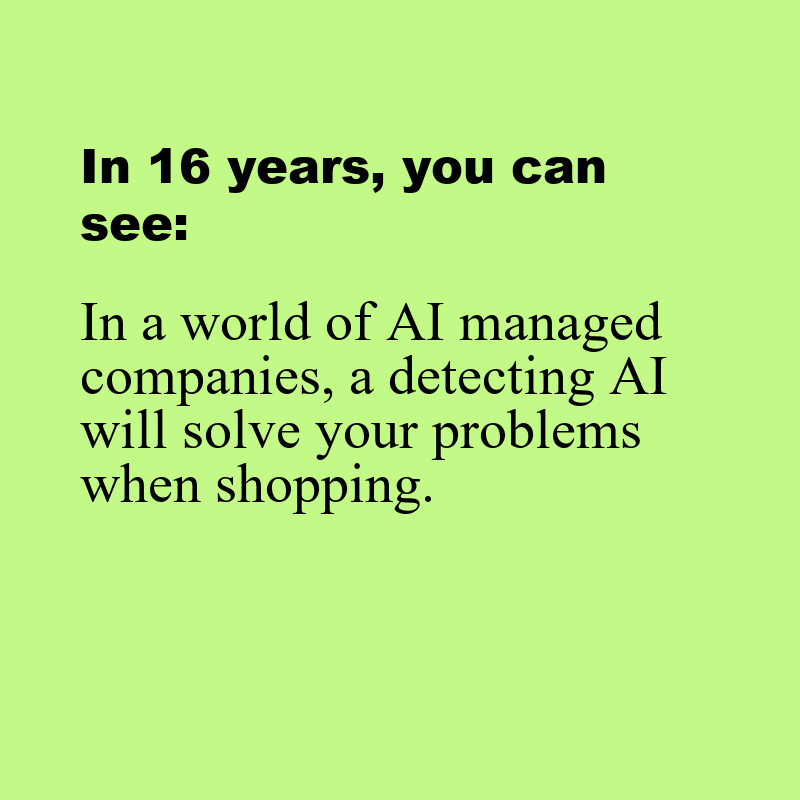 In 16 years, you can
see:
In a world of AI managed
companies, a detecting AI
will solve your problems
when shopping.